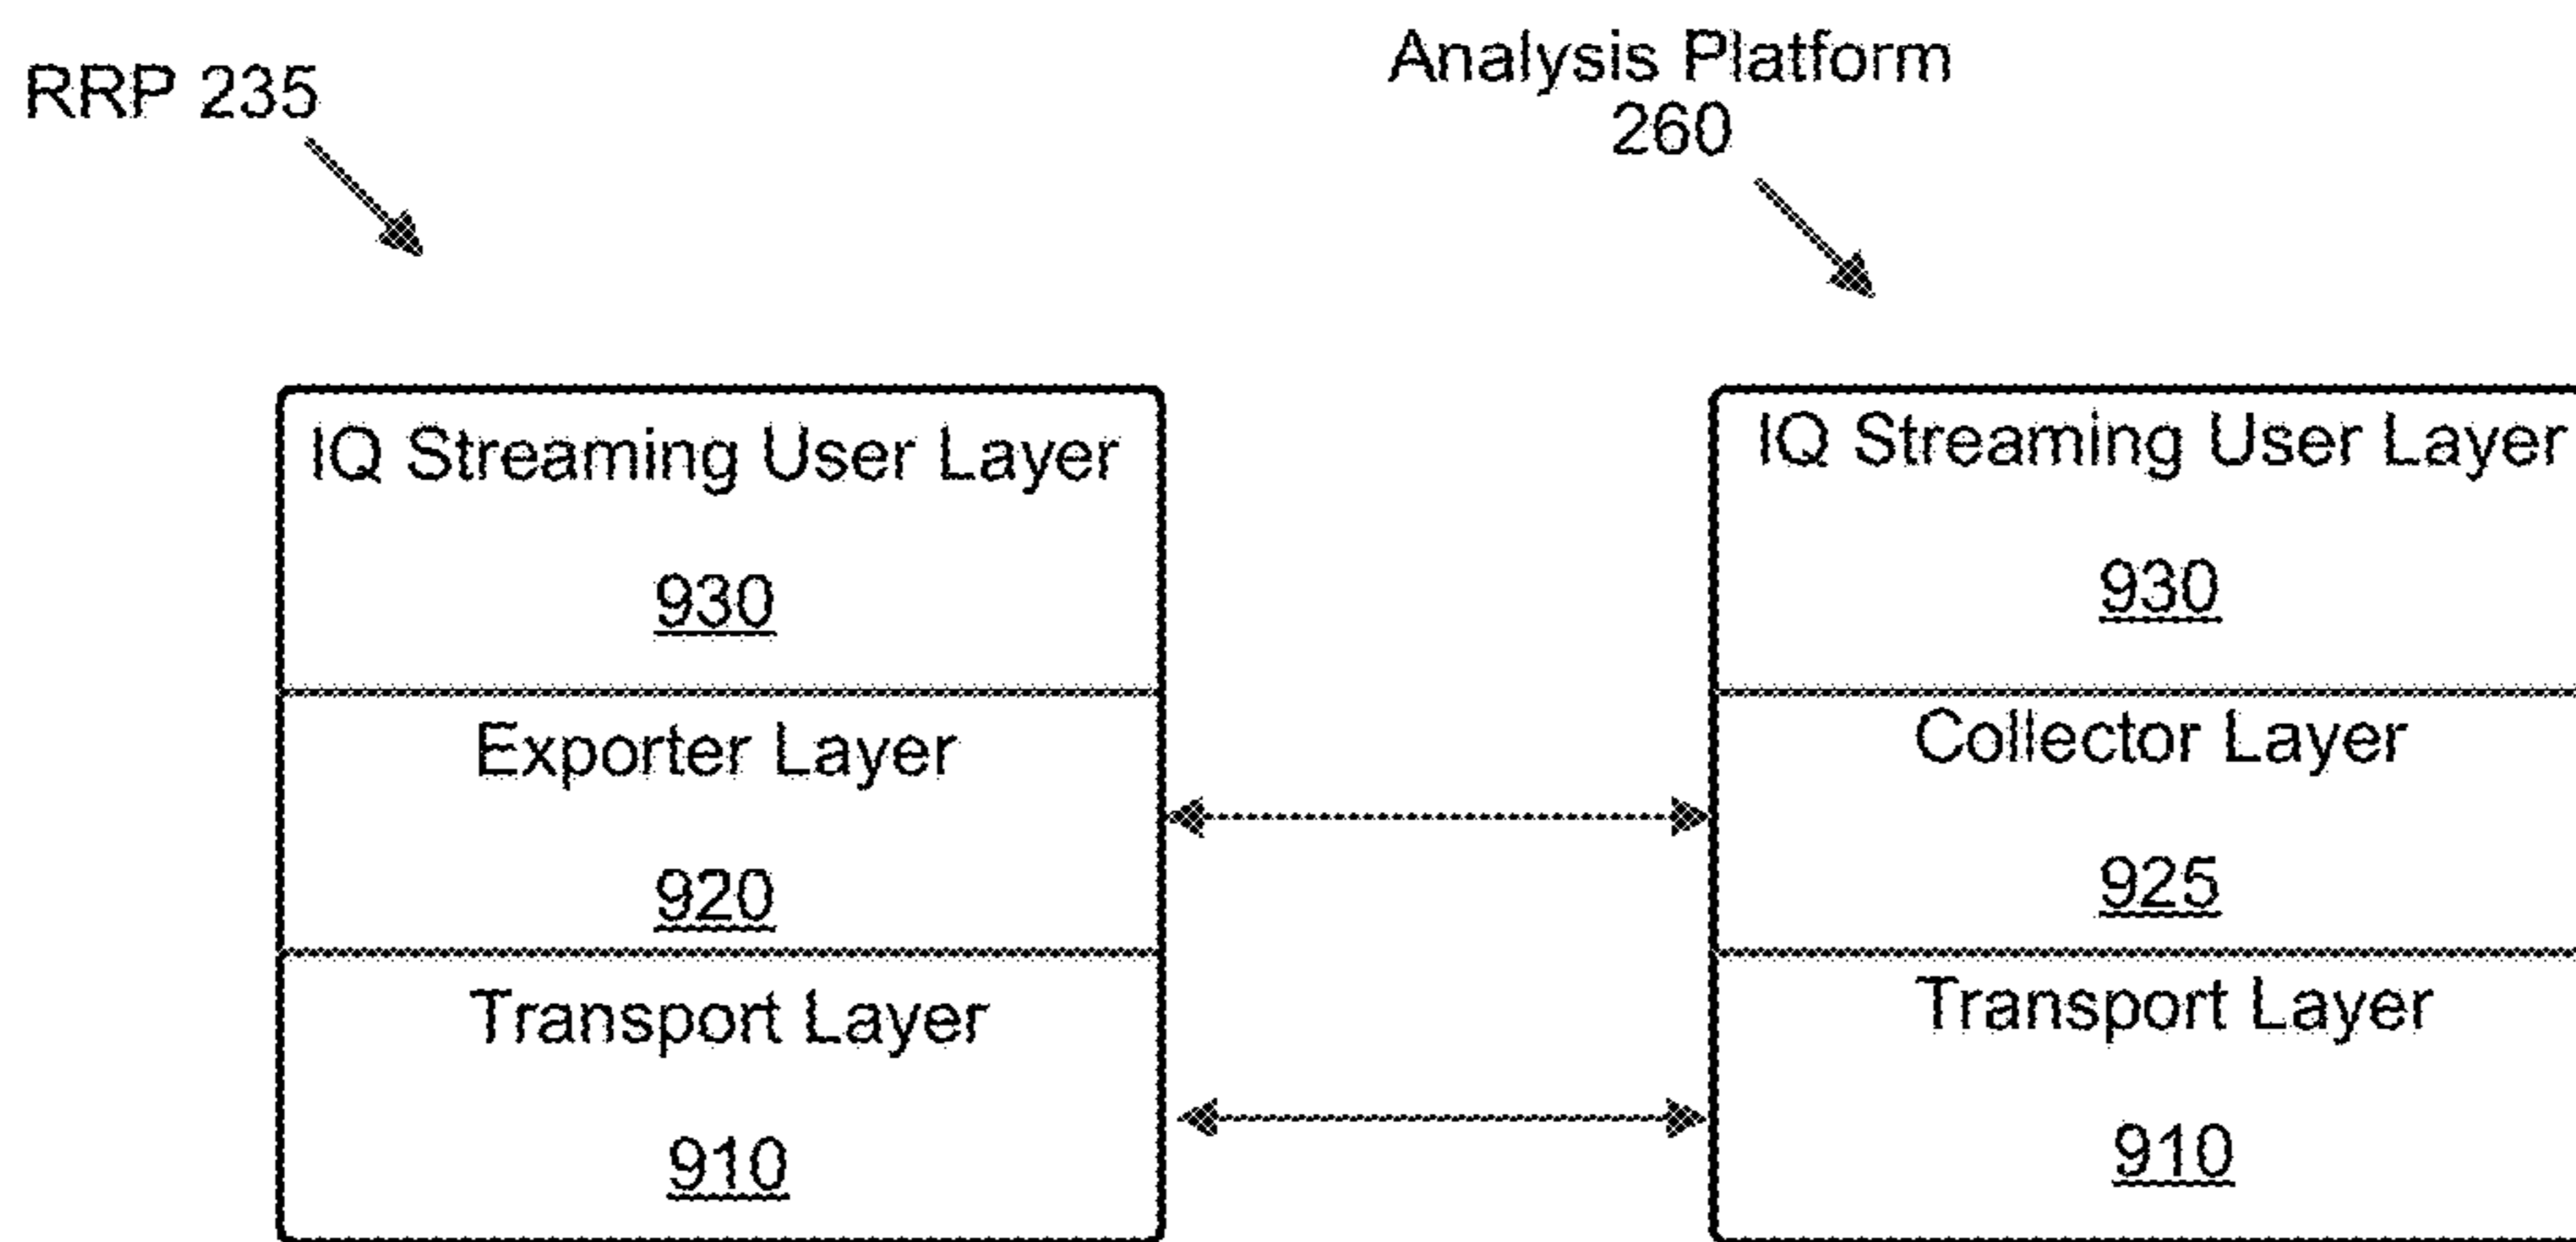 RRP 235
Analysis Platform
260
IQ Streaming User Layer
930
Exporter Layer
920
Transport Layer
910
IQ Streaming User Layer
930
Collector Layer
925
Transport Layer
910